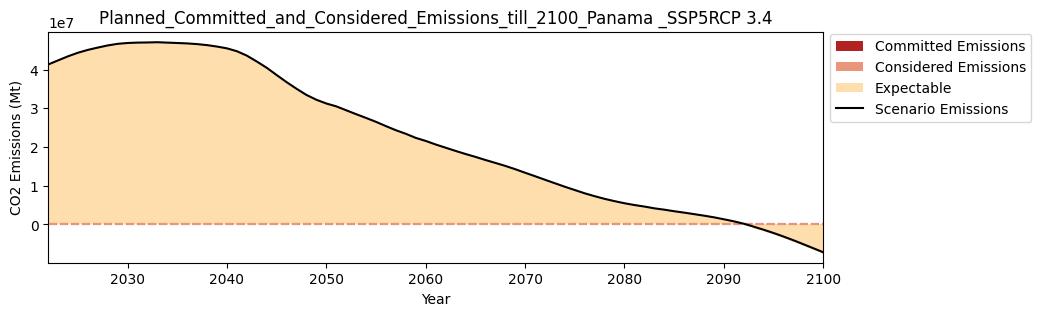 Planned_Committed_and_Considered_Emissions_till_2100_Panama _SSP5RCP 3.4
1e7
4
3
2
1
0
CO2 Emissions (Mt)
2030 2040 2050 2060 2070 2080 2090 2100
Year
Committed Emissions
Considered Emissions
Expectable
Scenario Emissions